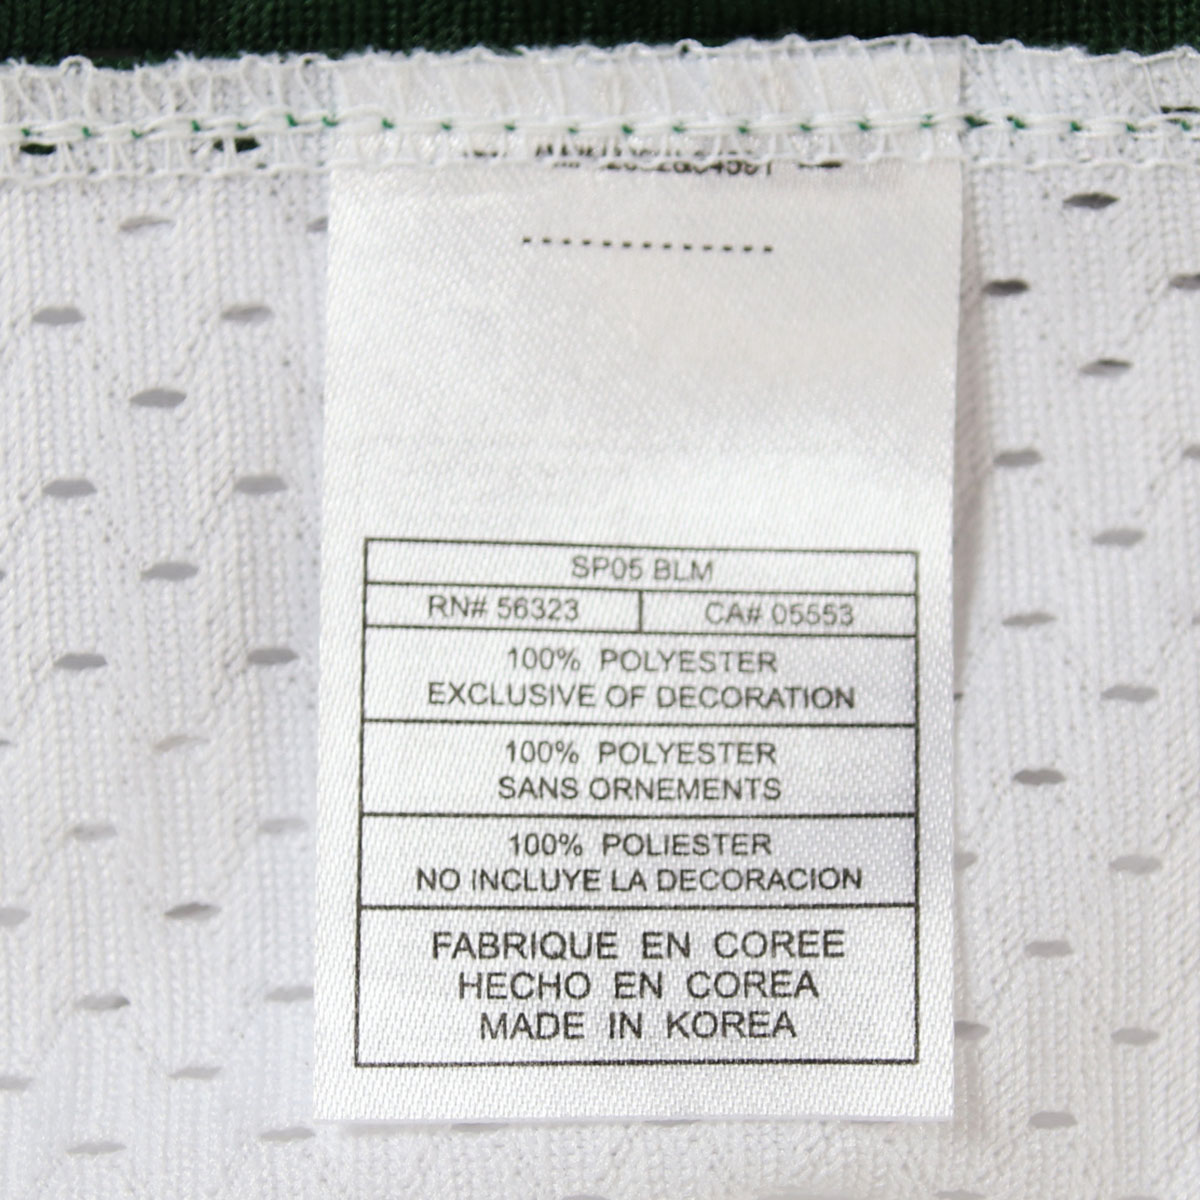 SP05 BLM
RN# 56323 CA# 05553
100% POLYESTER
EXCLUSIVE OF DECORATION
100% POLYESTER
SANS ORNEMENTS
100% POLIESTER
NO INCLUYE LA DECORACION
FABRIQUE EN COREE
HECHO EN COREA
MADE IN KOREA